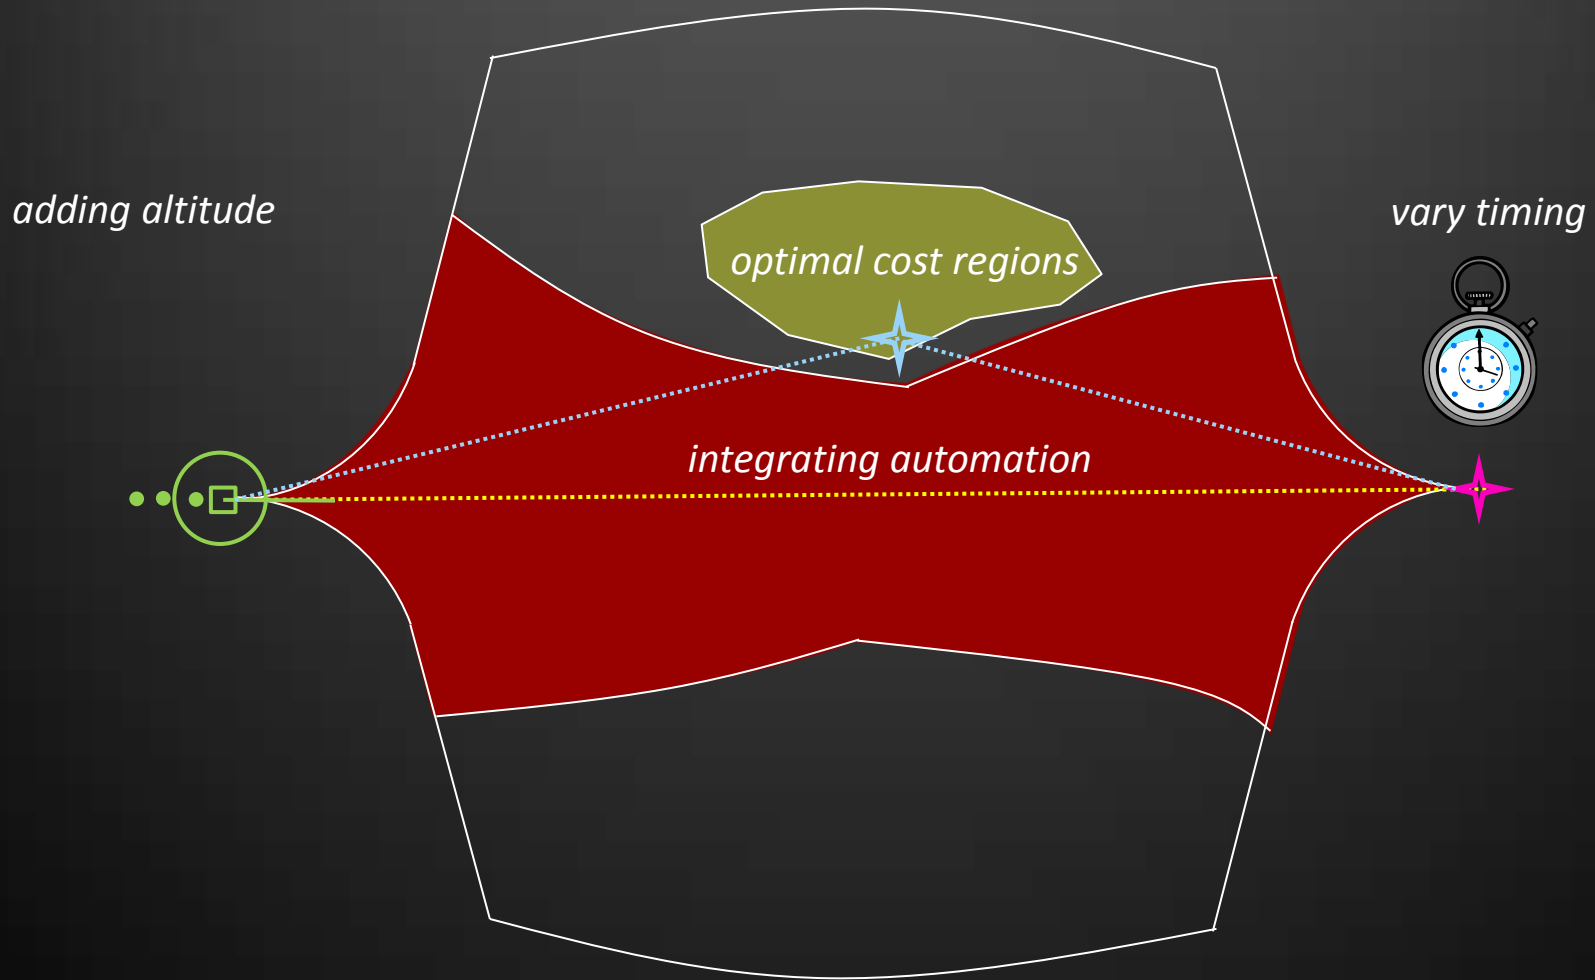 adding altitude
vary timing
optimal cost regions
integrating automation